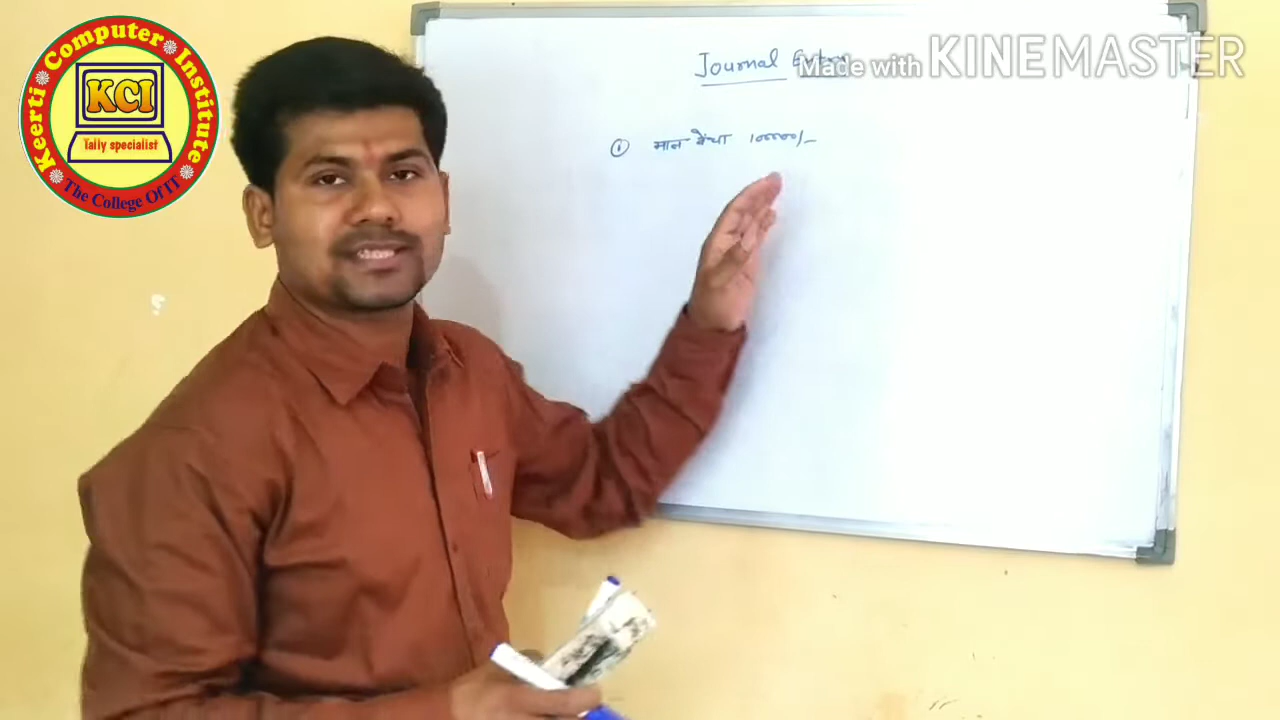 Keerti Computer Institute
KCI
Tally specialist
The College Of IT
Made with KINEMASTER
Journal
① माल बेचा 10000/-